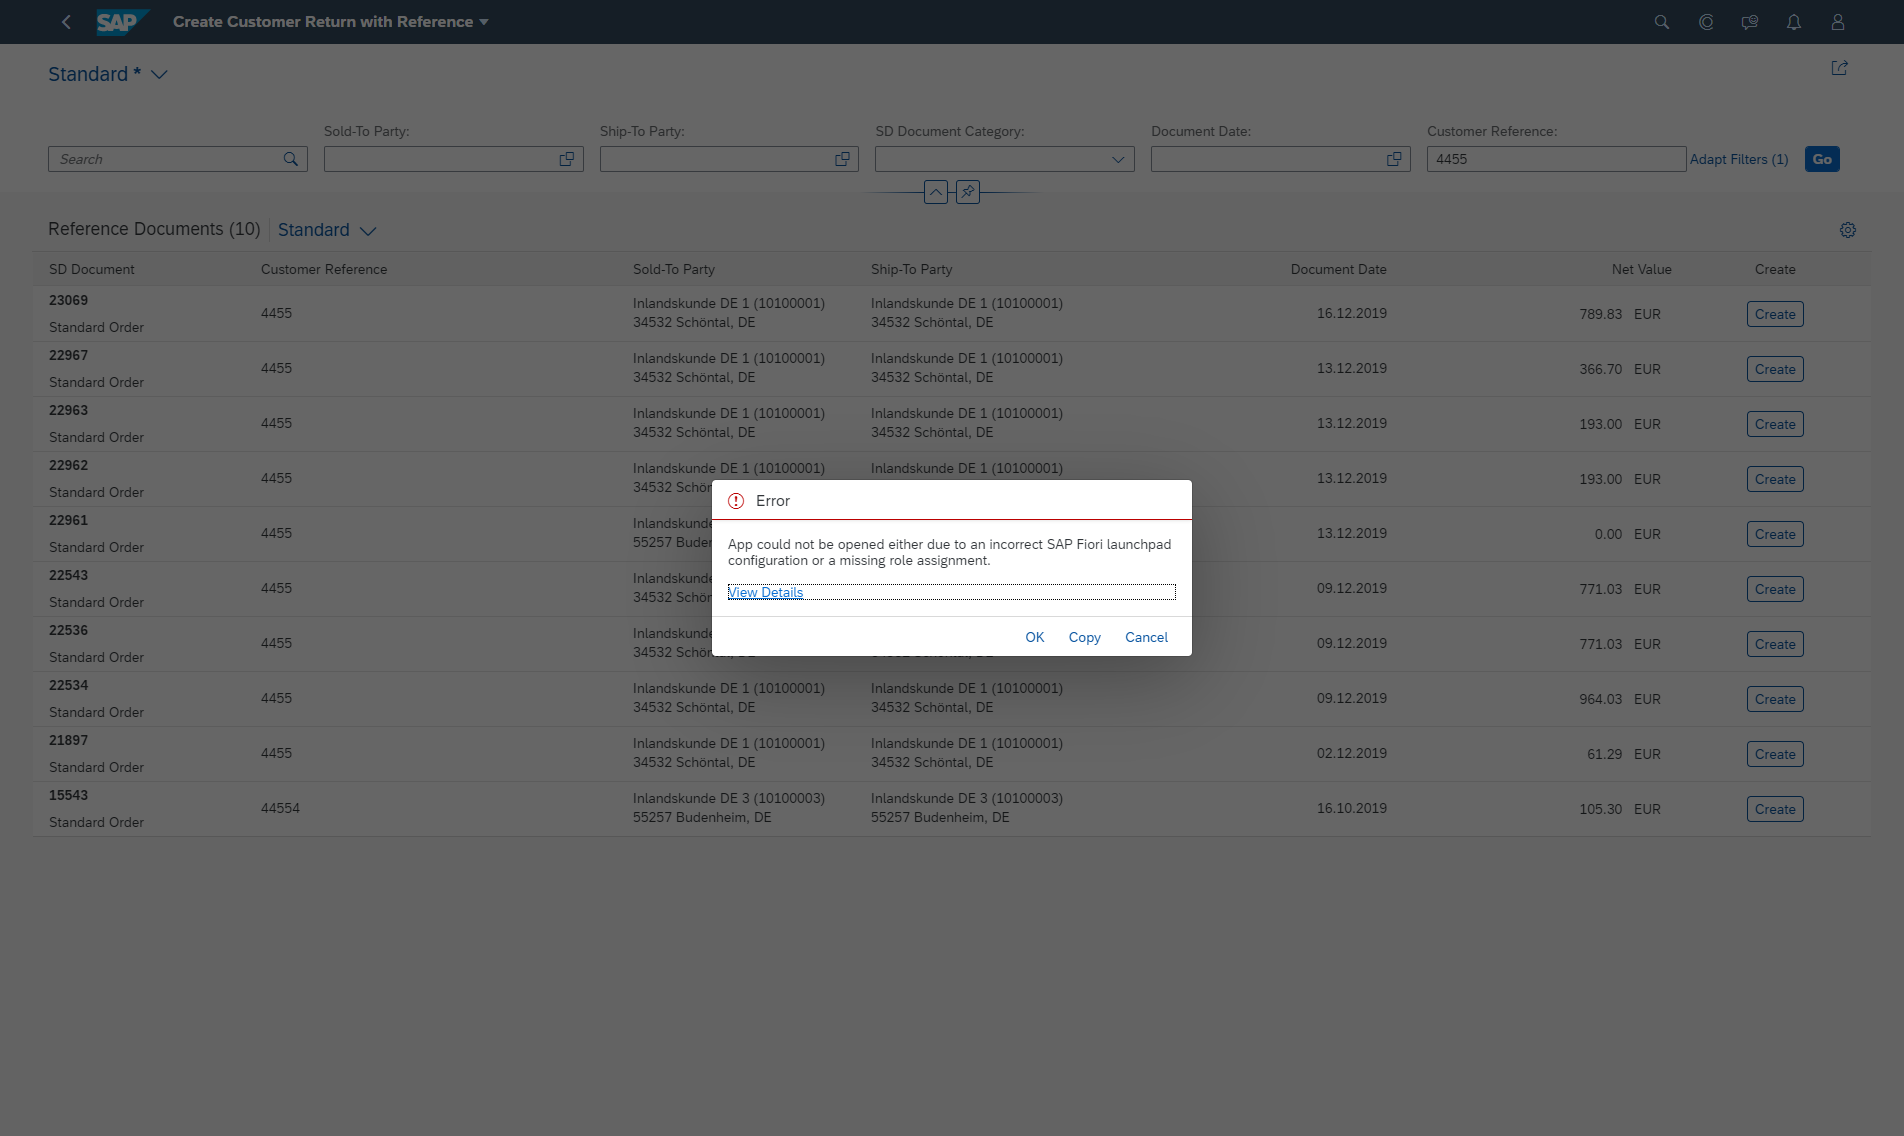 SAP Create Customer Return with Reference
Standard *
Sold-To Party: Ship-To Party: SD Document Category: Document Date: Customer Reference:
Search 4455 Adapt Filters (1) Go
Reference Documents (10) Standard
SD Document Customer Reference Sold-To Party Ship-To Party Document Date Net Value Create
23069
Standard Order
4455
Inlandskunde DE 1 (10100001)
34532 Schöntal, DE
Inlandskunde DE 1 (10100001)
34532 Schöntal, DE
16.12.2019
789.83 EUR
Create
22967
Standard Order
4455
Inlandskunde DE 1 (10100001)
34532 Schöntal, DE
Inlandskunde DE 1 (10100001)
34532 Schöntal, DE
13.12.2019
366.70 EUR
Create
22963
Standard Order
4455
Inlandskunde DE 1 (10100001)
34532 Schöntal, DE
Inlandskunde DE 1 (10100001)
34532 Schöntal, DE
13.12.2019
193.00 EUR
Create
22962
Standard Order
4455
Inlandskunde DE 1 (10100001)
34532
Inlandskunde DE 1 (10100001)
13.12.2019
193.00 EUR
Create
22961
Standard Order
4455
Inlandskunde
55257
13.12.2019
0.00 EUR
Create
22543
Standard Order
4455
Inlandskunde
34532
09.12.2019
771.03 EUR
Create
22536
Standard Order
4455
Inlandskunde
34532
09.12.2019
771.03 EUR
Create
22534
Standard Order
4455
Inlandskunde DE 1 (10100001)
34532 Schöntal, DE
Inlandskunde DE 1 (10100001)
34532 Schöntal, DE
09.12.2019
964.03 EUR
Create
21897
Standard Order
4455
Inlandskunde DE 1 (10100001)
34532 Schöntal, DE
Inlandskunde DE 1 (10100001)
34532 Schöntal, DE
02.12.2019
61.29 EUR
Create
15543
Standard Order
44554
Inlandskunde DE 3 (10100003)
55257 Budenheim, DE
Inlandskunde DE 3 (10100003)
55257 Budenheim, DE
16.10.2019
105.30 EUR
Create
Error
App could not be opened either due to an incorrect SAP Fiori launchpad
configuration or a missing role assignment.
View Details
OK Copy Cancel